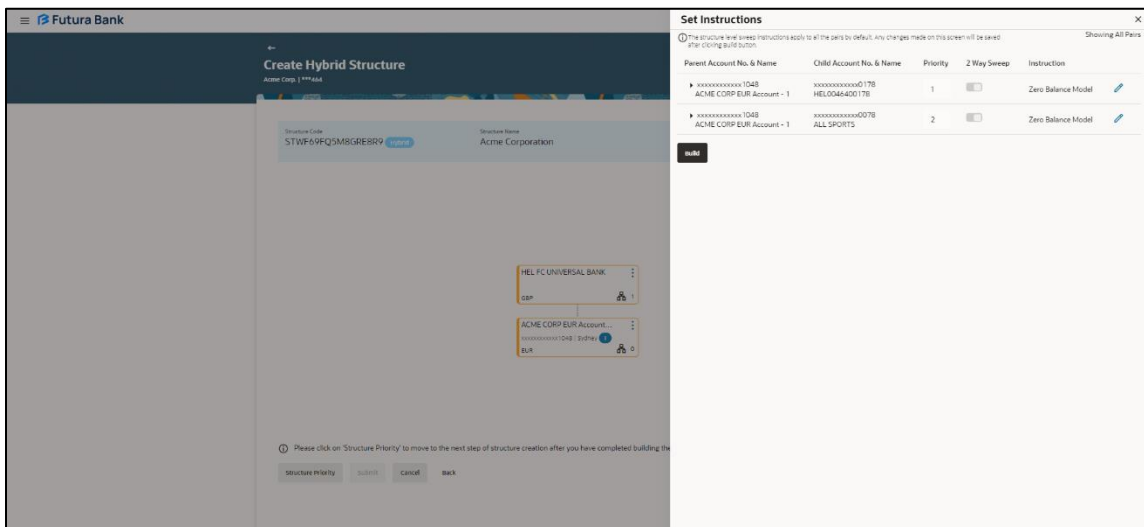 Futura Bank
Create Hybrid Structure
Acme Corp. | ***464
Structure Code
STWF69FQ5M8GRE8R9 Hybrid
Structure Name
Acme Corporation
HEL FC UNIVERSAL BANK
GBP
1
ACME CORP EUR Account...
xxxxxxxxxxxx1048 | Sydney
EUR
0
Please click on 'Structure Priority' to move to the next step of structure creation after you have completed building the
Structure Priority Submit Cancel Back
Set Instructions
The structure level sweep instructions apply to all the pairs by default. Any changes made on this screen will be saved
after clicking Build button.
Showing All Pairs
Parent Account No. & Name Child Account No. & Name Priority 2 Way Sweep Instruction
xxxxxxxxxxxx1048 xxxxxxxxxxxx0178 1 Zero Balance Model
ACME CORP EUR Account - 1 HEL0046400178
xxxxxxxxxxxx1048 xxxxxxxxxxxx0078 2 Zero Balance Model
ACME CORP EUR Account - 1 ALL SPORTS
Build